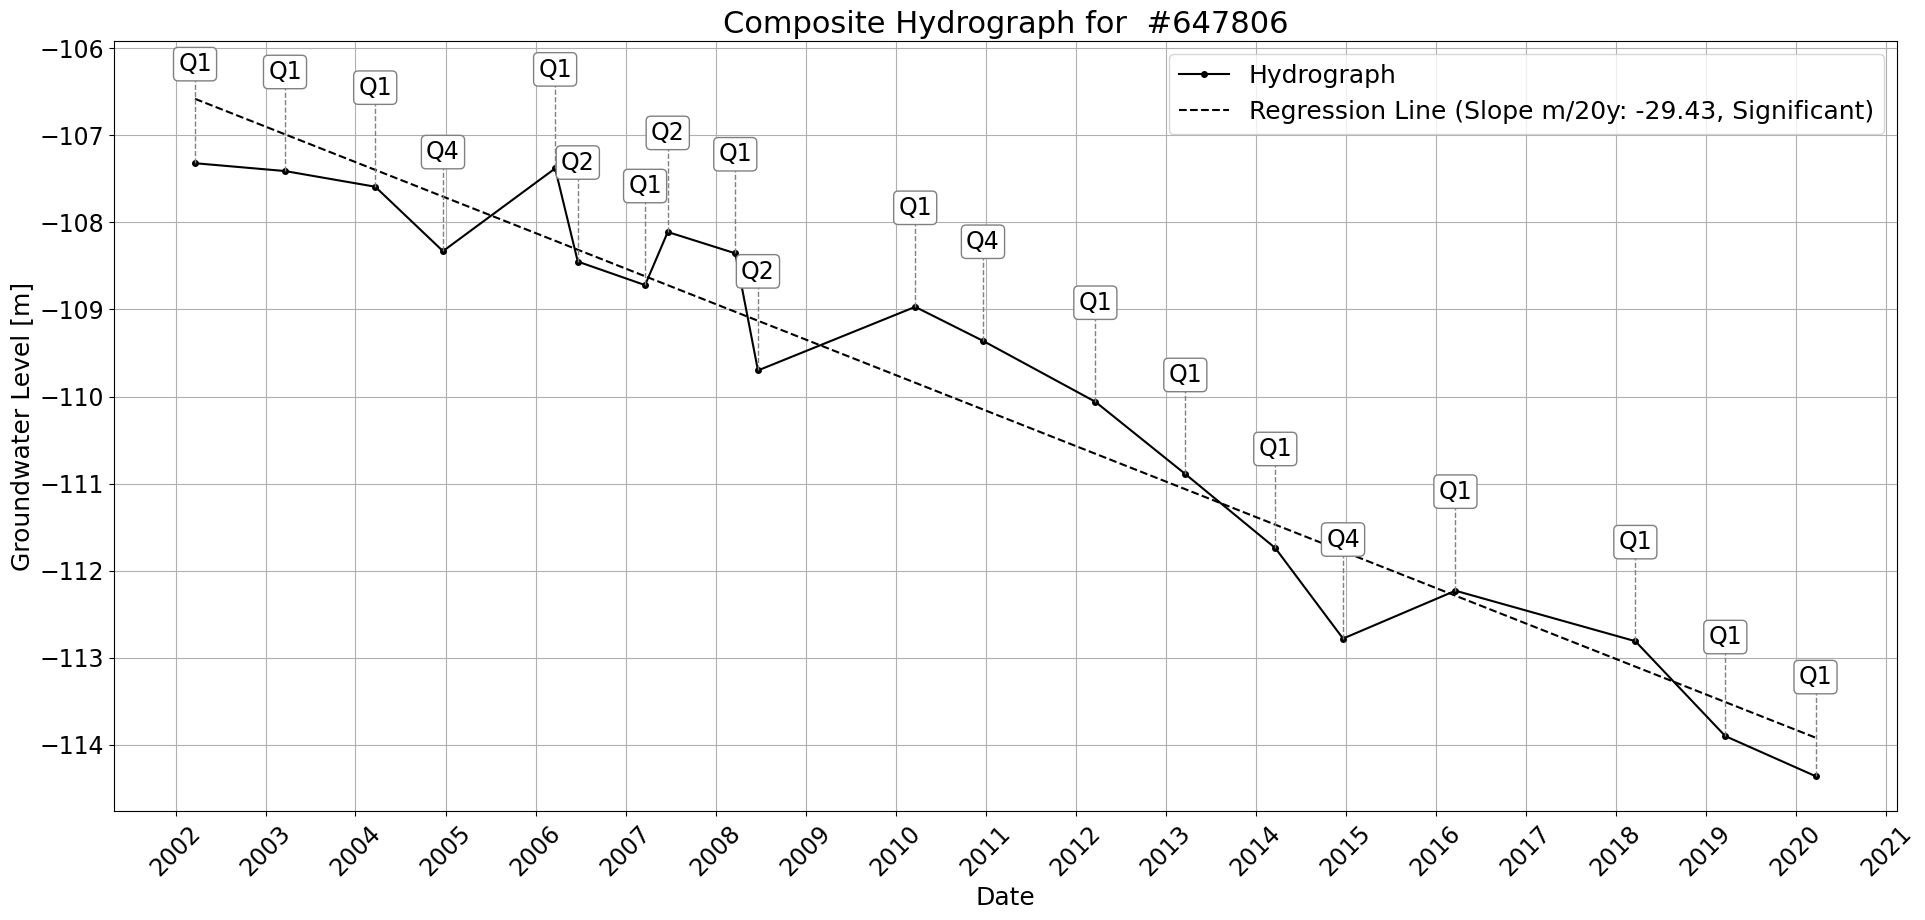 Composite Hydrograph for  #647806
Hydrograph
Regression Line (Slope m/20y: -29.43, Significant)
Groundwater Level [m]
−106
−107
−108
−109
−110
−111
−112
−113
−114
Q1
Q1
Q1
Q4
Q1
Q2
Q1
Q2
Q1
Q2
Q1
Q4
Q1
Q1
Q1
Q4
Q1
Q1
Q1
Q1
2002
2003
2004
2005
2006
2007
2008
2009
2010
2011
2012
2013
2014
2015
2016
2017
2018
2019
2020
2021
Date